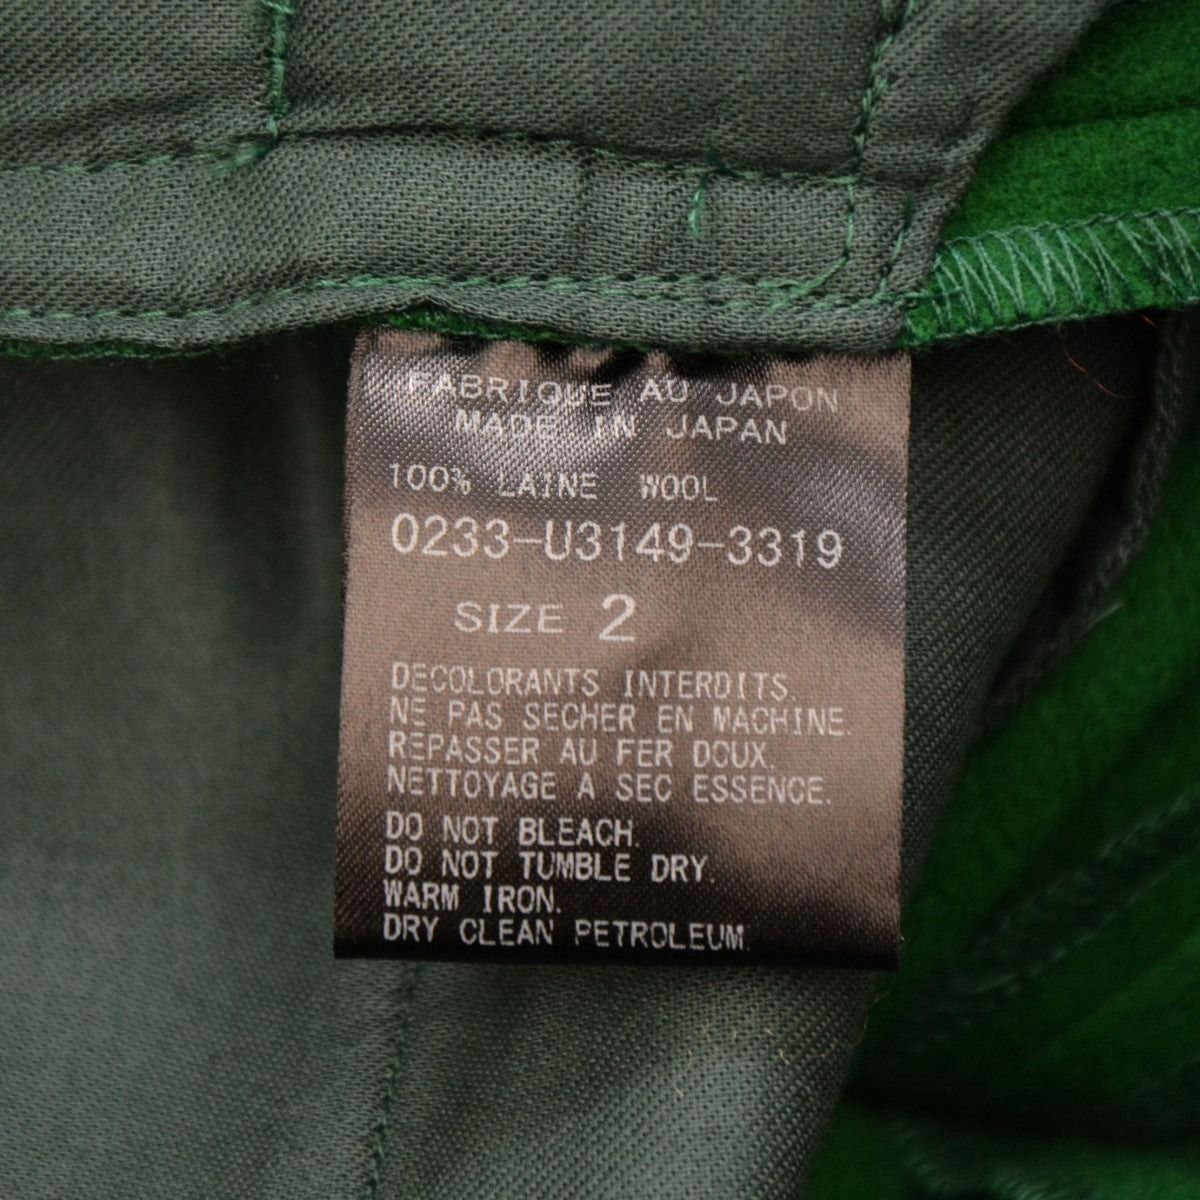 FABRIQUE AU JAPON
MADE IN JAPAN
100% LAINE WOOL
0233-U3149-3319
SIZE 2
DECOLORANTS INTERDITS.
NE PAS SECHER EN MACHINE.
REPASSER AU FER DOUX.
NETTOYAGE A SEC ESSENCE.
DO NOT BLEACH.
DO NOT TUMBLE DRY.
WARM IRON.
DRY CLEAN PETROLEUM.